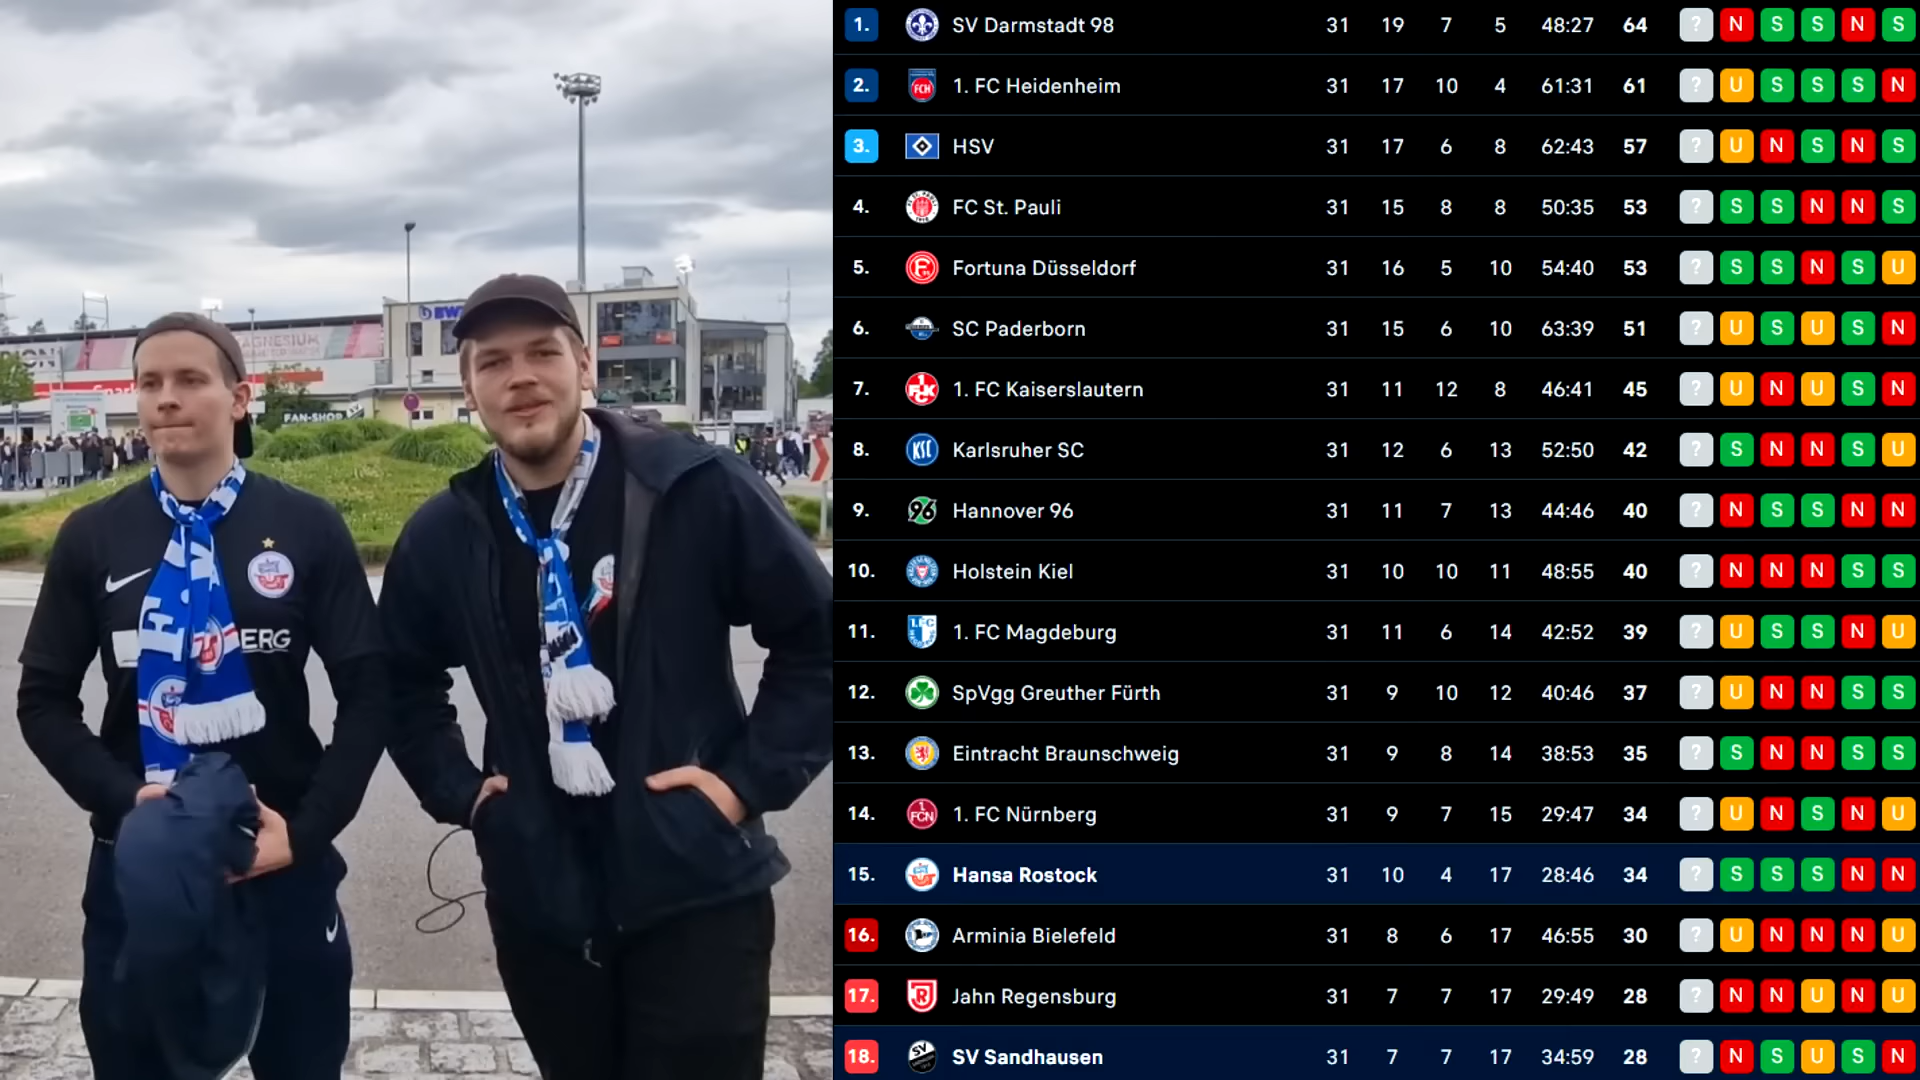 BWT
MAGNESIUM
Spark
FAN-SHOP
ERG
F.
1. SV Darmstadt 98 31 19 7 5 48:27 64 ? N S S N S
2. 1. FC Heidenheim 31 17 10 4 61:31 61 ? U S S S N
3. HSV 31 17 6 8 62:43 57 ? U N S N S
4. FC St. Pauli 31 15 8 8 50:35 53 ? S S N N S
5. Fortuna Düsseldorf 31 16 5 10 54:40 53 ? S S N S U
6. SC Paderborn 31 15 6 10 63:39 51 ? U S U S N
7. 1. FC Kaiserslautern 31 11 12 8 46:41 45 ? U N U S N
8. KSC Karlsruher SC 31 12 6 13 52:50 42 ? S N N S U
9. 96 Hannover 96 31 11 7 13 44:46 40 ? N S S N N
10. Holstein Kiel 31 10 10 11 48:55 40 ? N N N S S
11. 1. FC Magdeburg 31 11 6 14 42:52 39 ? U S S N U
12. SpVgg Greuther Fürth 31 9 10 12 40:46 37 ? U N N S S
13. Eintracht Braunschweig 31 9 8 14 38:53 35 ? S N N S S
14. FCN 1. FC Nürnberg 31 9 7 15 29:47 34 ? U N S N U
15. Hansa Rostock 31 10 4 17 28:46 34 ? S S S N N
16. Arminia Bielefeld 31 8 6 17 46:55 30 ? U N N N U
17. Jahn Regensburg 31 7 7 17 29:49 28 ? N N U N U
18. SV SV Sandhausen 31 7 7 17 34:59 28 ? N S U S N